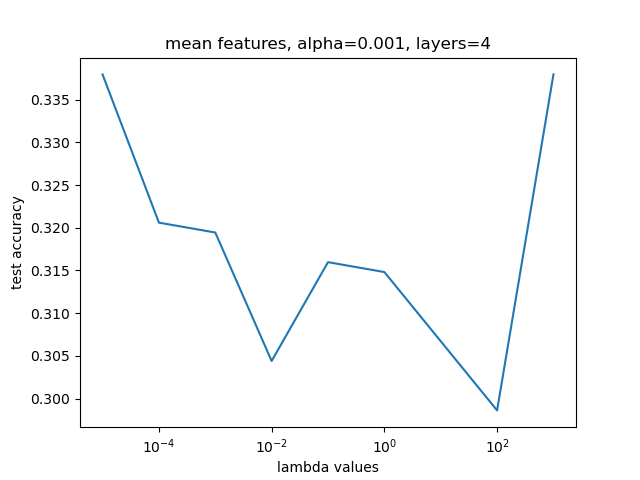 mean features, alpha=0.001, layers=4
0.335
0.330
0.325
0.320
0.315
0.310
0.305
0.300
test accuracy
10⁻⁴ 10⁻² 10⁰ 10²
lambda values